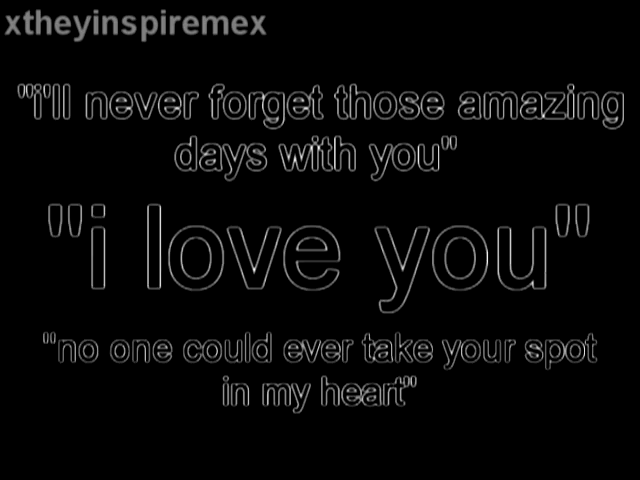 xtheyinspiremex
"i'll never forget those amazing
days with you"
"i love you"
"no one could ever take your spot
in my heart"